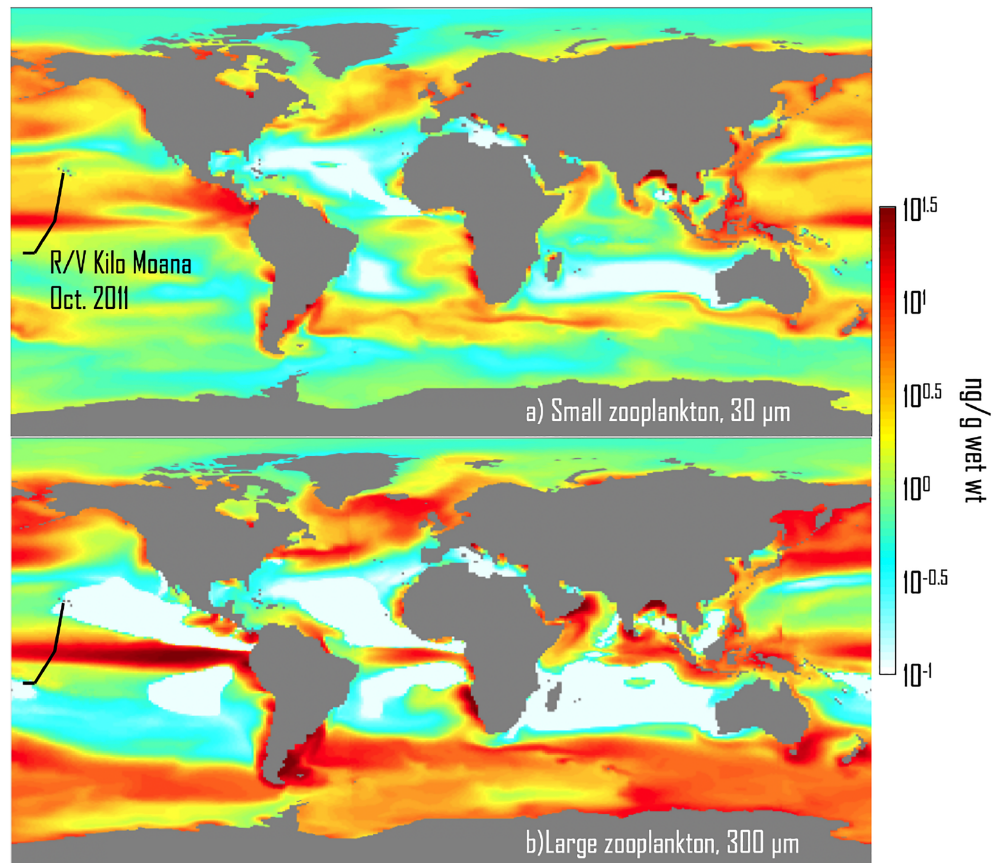 R/V Kilo Moana
Oct. 2011
a) Small zooplankton, 30 µm
b)Large zooplankton, 300 µm
10^1.5
10^1
10^0.5
10^0
10^-0.5
10^-1
ng/g wet wt